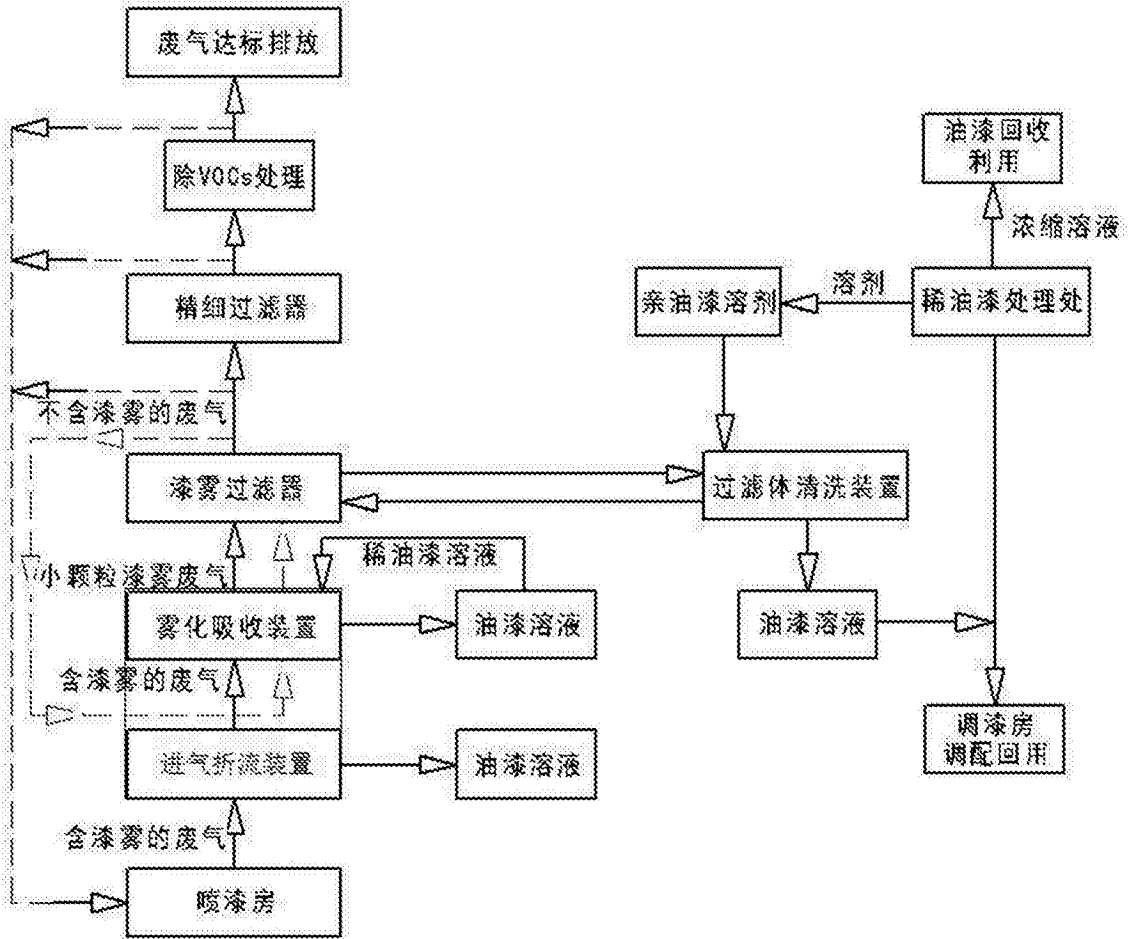 废气达标排放
除VOCs处理
精细过滤器
不含漆雾的废气
漆雾过滤器
小颗粒漆雾废气
雾化吸收装置
含漆雾的废气
进气折流装置
含漆雾的废气
喷漆房
稀油漆溶液
油漆溶液
油漆溶液
油漆回收
利用
浓缩溶液
亲油漆溶剂
溶剂
稀油漆处理处
过滤体清洗装置
油漆溶液
调漆房
调配回用